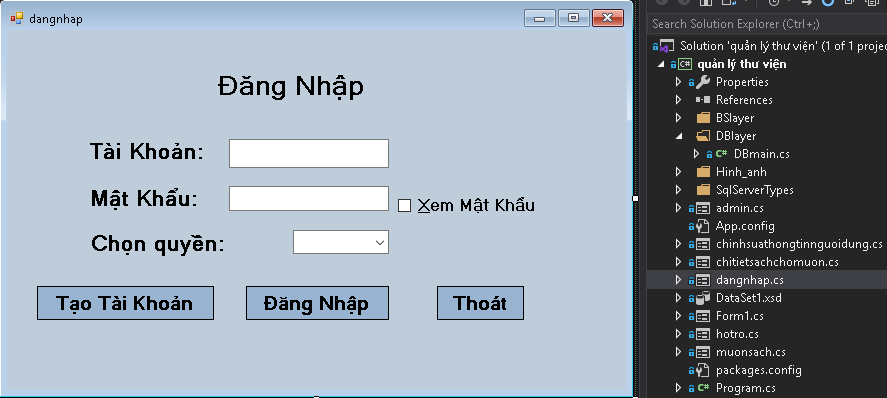 dangnhap
Đăng Nhập
Tài Khoản:
Mật Khẩu:
Xem Mật Khẩu
Chọn quyền:
Tạo Tài Khoản
Đăng Nhập
Thoát
Search Solution Explorer (Ctrl+;)
Solution 'quản lý thư viện' (1 of 1 projec
quản lý thư viện
Properties
References
BSlayer
DBlayer
C# DBmain.cs
Hinh_anh
SqlServerTypes
admin.cs
App.config
chinhsuathongtinnguoidung.cs
chitietsachchomuon.cs
dangnhap.cs
DataSet1.xsd
Form1.cs
hotro.cs
muonsach.cs
packages.config
C# Program.cs